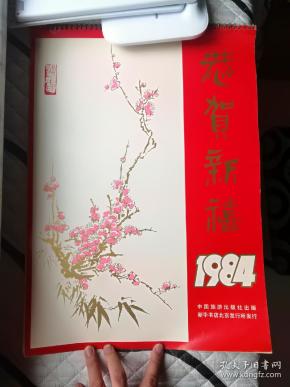 恭贺新禧
1984
中国旅游出版社出版
新华书店北京发行所发行
孔夫子旧书网